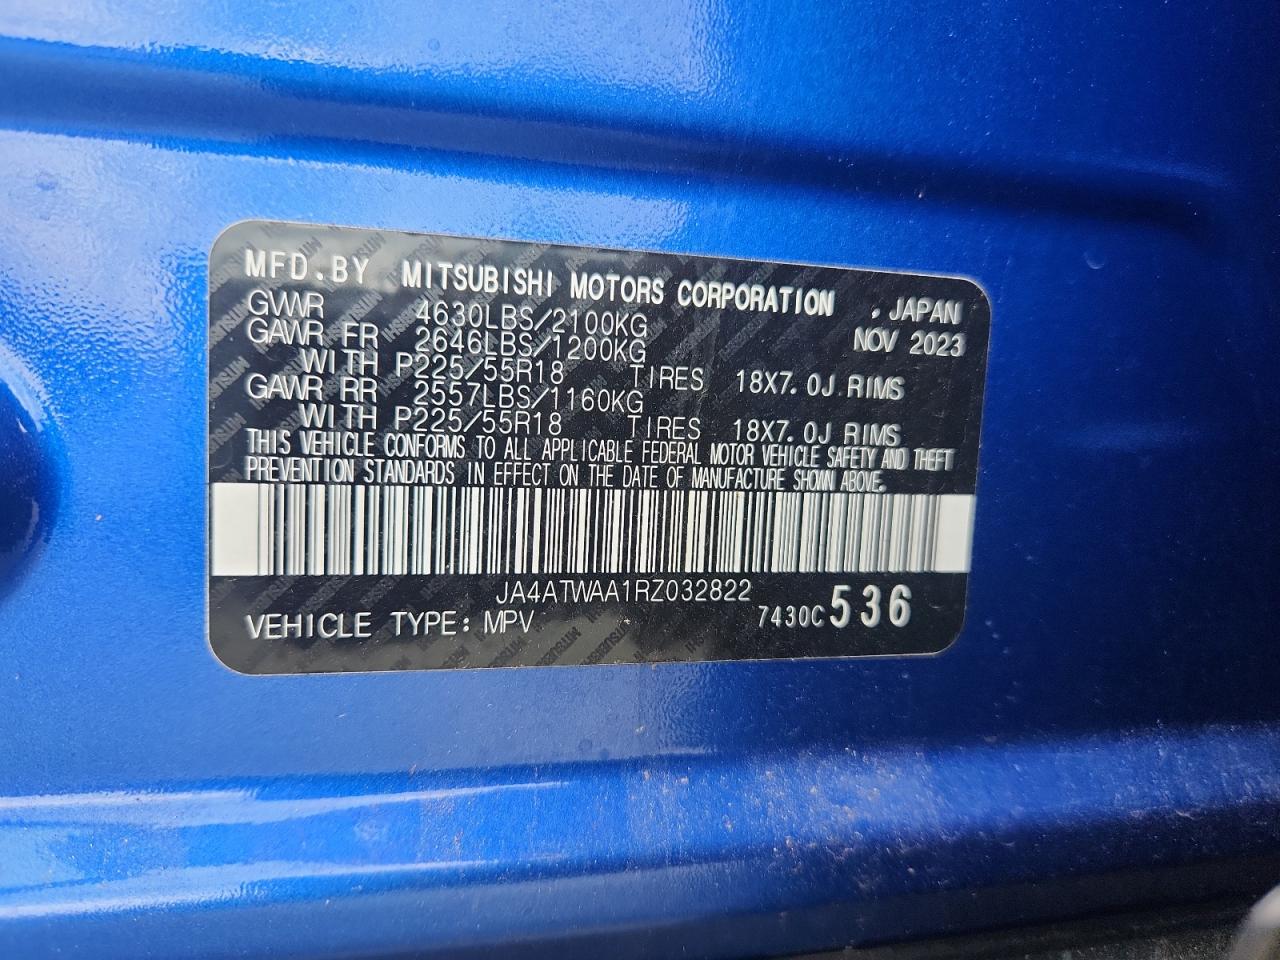 MFD.BY MITSUBISHI MOTORS CORPORATION , JAPAN
GVWR 4630LBS/2100KG NOV 2023
GAWR FR 2646LBS/1200KG
WITH P225/55R18 TIRES 18X7.0J RIMS
GAWR RR 2557LBS/1160KG
WITH P225/55R18 TIRES 18X7.0J RIMS
THIS VEHICLE CONFORMS TO ALL APPLICABLE FEDERAL MOTOR VEHICLE SAFETY AND THEFT
PREVENTION STANDARDS IN EFFECT ON THE DATE OF MANUFACTURE SHOWN ABOVE.
JA4ATWAA1RZ032822
VEHICLE TYPE: MPV 7430C 536